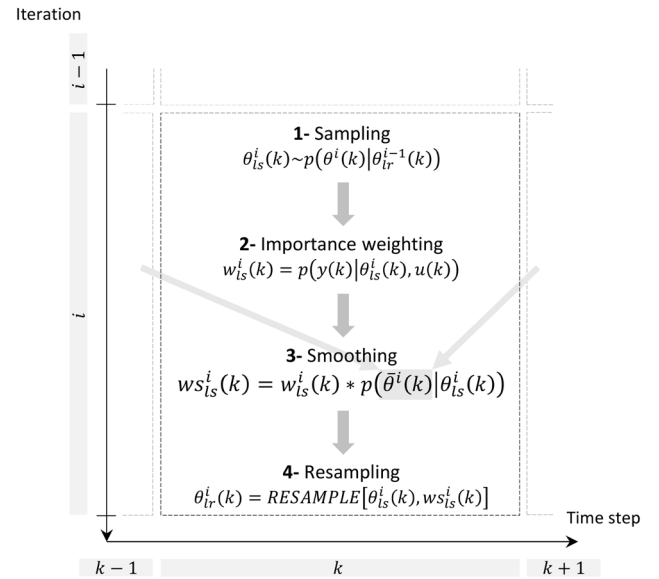 Iteration
i − 1
1- Sampling
θ^i_ls(k)~p(θ^i(k)|θ^{i−1}_lr(k))
2- Importance weighting
w^i_ls(k) = p(y(k)|θ^i_ls(k), u(k))
i
3- Smoothing
ws^i_ls(k) = w^i_ls(k) ∗ p(θ̄^i(k)|θ^i_ls(k))
4- Resampling
θ^i_lr(k) = RESAMPLE[θ^i_ls(k), ws^i_ls(k)]
Time step
k − 1
k
k + 1